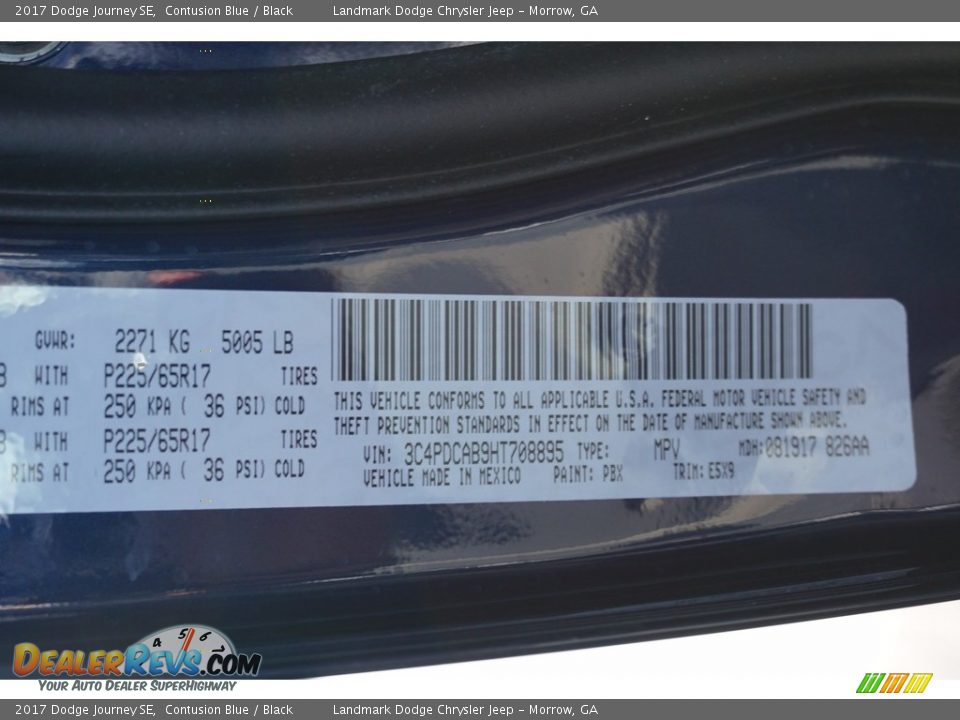 2017 Dodge Journey SE,  Contusion Blue / Black    Landmark Dodge Chrysler Jeep - Morrow, GA
GVWR: 2271 KG 5005 LB
WITH P225/65R17 TIRES
RIMS AT 250 KPA ( 36 PSI) COLD
WITH P225/65R17 TIRES
RIMS AT 250 KPA ( 36 PSI) COLD
THIS VEHICLE CONFORMS TO ALL APPLICABLE U.S.A. FEDERAL MOTOR VEHICLE SAFETY AND
THEFT PREVENTION STANDARDS IN EFFECT ON THE DATE OF MANUFACTURE SHOWN ABOVE.
VIN: 3C4PDCAB9HT708895 TYPE: MPV MDH:081917 826AA
VEHICLE MADE IN MEXICO PAINT: PBX TRIM: E5X9
4 5 6
DEALERREVS.COM
YOUR AUTO DEALER SUPERHIGHWAY
2017 Dodge Journey SE,  Contusion Blue / Black    Landmark Dodge Chrysler Jeep - Morrow, GA